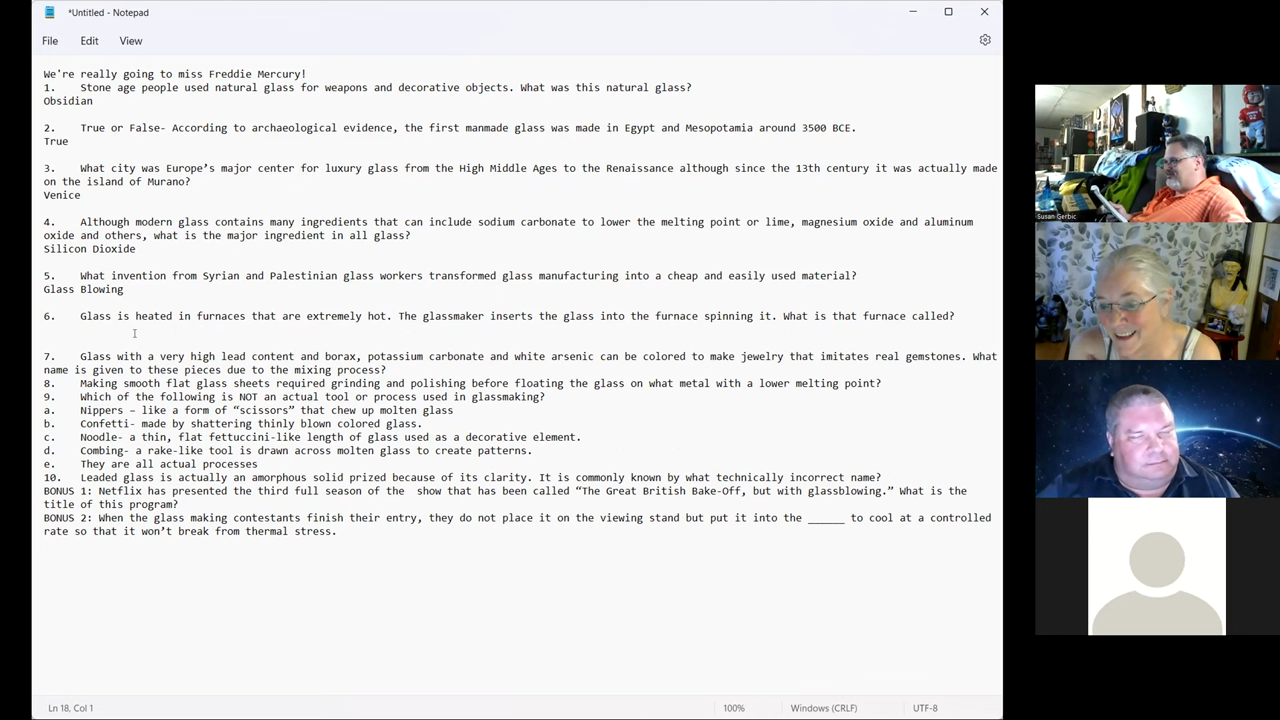 *Untitled - Notepad
File Edit View
We're really going to miss Freddie Mercury!
1. Stone age people used natural glass for weapons and decorative objects. What was this natural glass?
Obsidian
2. True or False- According to archaeological evidence, the first manmade glass was made in Egypt and Mesopotamia around 3500 BCE.
True
3. What city was Europe’s major center for luxury glass from the High Middle Ages to the Renaissance although since the 13th century it was actually made
on the island of Murano?
Venice
4. Although modern glass contains many ingredients that can include sodium carbonate to lower the melting point or lime, magnesium oxide and aluminum
oxide and others, what is the major ingredient in all glass?
Silicon Dioxide
5. What invention from Syrian and Palestinian glass workers transformed glass manufacturing into a cheap and easily used material?
Glass Blowing
6. Glass is heated in furnaces that are extremely hot. The glassmaker inserts the glass into the furnace spinning it. What is that furnace called?
7. Glass with a very high lead content and borax, potassium carbonate and white arsenic can be colored to make jewelry that imitates real gemstones. What
name is given to these pieces due to the mixing process?
8. Making smooth flat glass sheets required grinding and polishing before floating the glass on what metal with a lower melting point?
9. Which of the following is NOT an actual tool or process used in glassmaking?
a. Nippers – like a form of “scissors” that chew up molten glass
b. Confetti- made by shattering thinly blown colored glass.
c. Noodle- a thin, flat fettuccini-like length of glass used as a decorative element.
d. Combing- a rake-like tool is drawn across molten glass to create patterns.
e. They are all actual processes
10. Leaded glass is actually an amorphous solid prized because of its clarity. It is commonly known by what technically incorrect name?
BONUS 1: Netflix has presented the third full season of the show that has been called “The Great British Bake-Off, but with glassblowing.” What is the
title of this program?
BONUS 2: When the glass making contestants finish their entry, they do not place it on the viewing stand but put it into the ______ to cool at a controlled
rate so that it won’t break from thermal stress.
Ln 18, Col 1 100% Windows (CRLF) UTF-8
Susan Gerbic